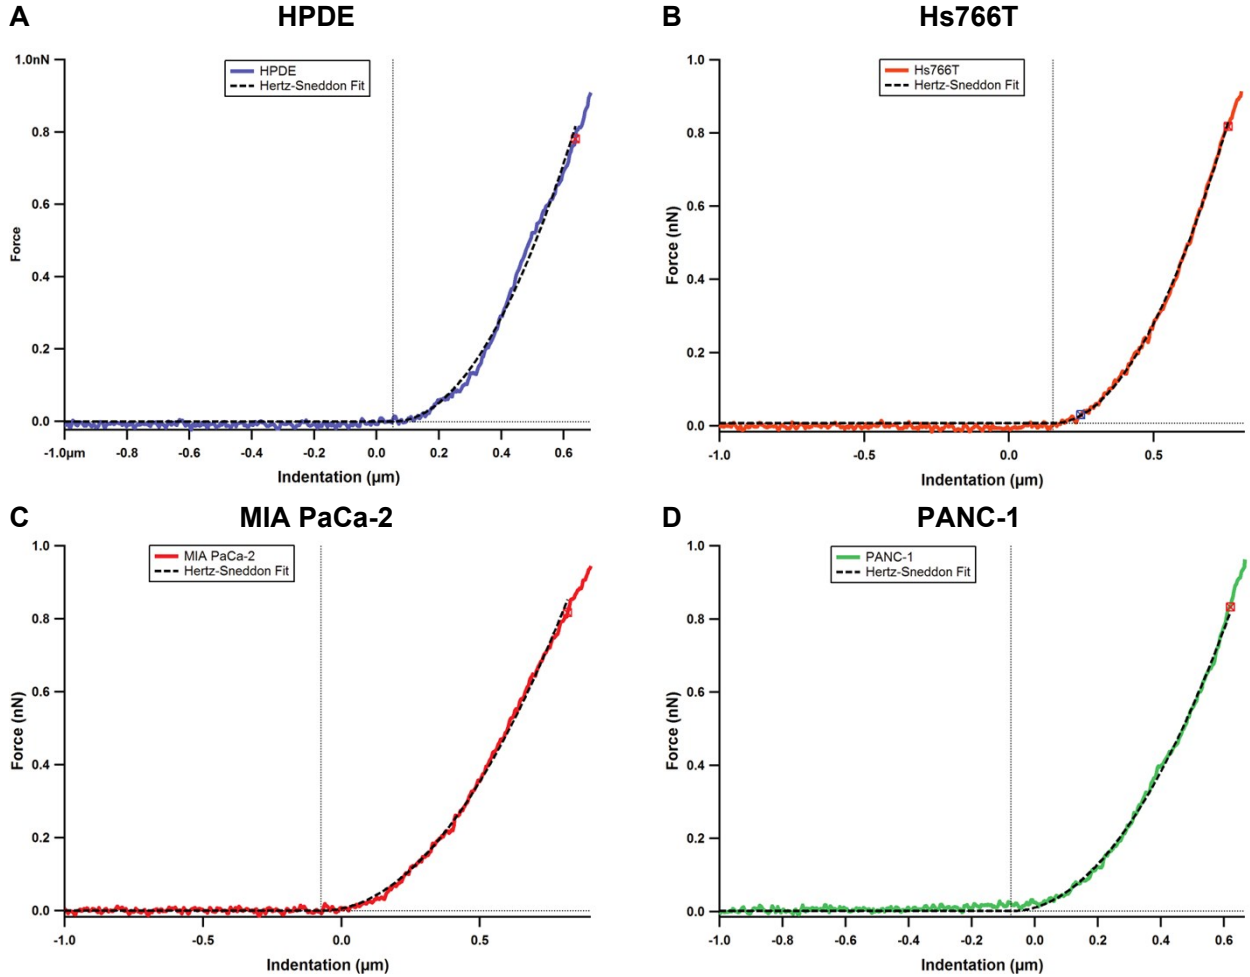 A HPDE
1.0nN
0.8
0.6
0.4
0.2
0.0
Force
HPDE
Hertz-Sneddon Fit
-1.0µm -0.8 -0.6 -0.4 -0.2 0.0 0.2 0.4 0.6
Indentation (µm)
B Hs766T
1.0
0.8
0.6
0.4
0.2
0.0
Force (nN)
Hs766T
Hertz-Sneddon Fit
-1.0 -0.5 0.0 0.5
Indentation (µm)
C MIA PaCa-2
1.0
0.8
0.6
0.4
0.2
0.0
Force (nN)
MIA PaCa-2
Hertz-Sneddon Fit
-1.0 -0.5 0.0 0.5
Indentation (µm)
D PANC-1
1.0
0.8
0.6
0.4
0.2
0.0
Force (nN)
PANC-1
Hertz-Sneddon Fit
-1.0 -0.8 -0.6 -0.4 -0.2 0.0 0.2 0.4 0.6
Indentation (µm)